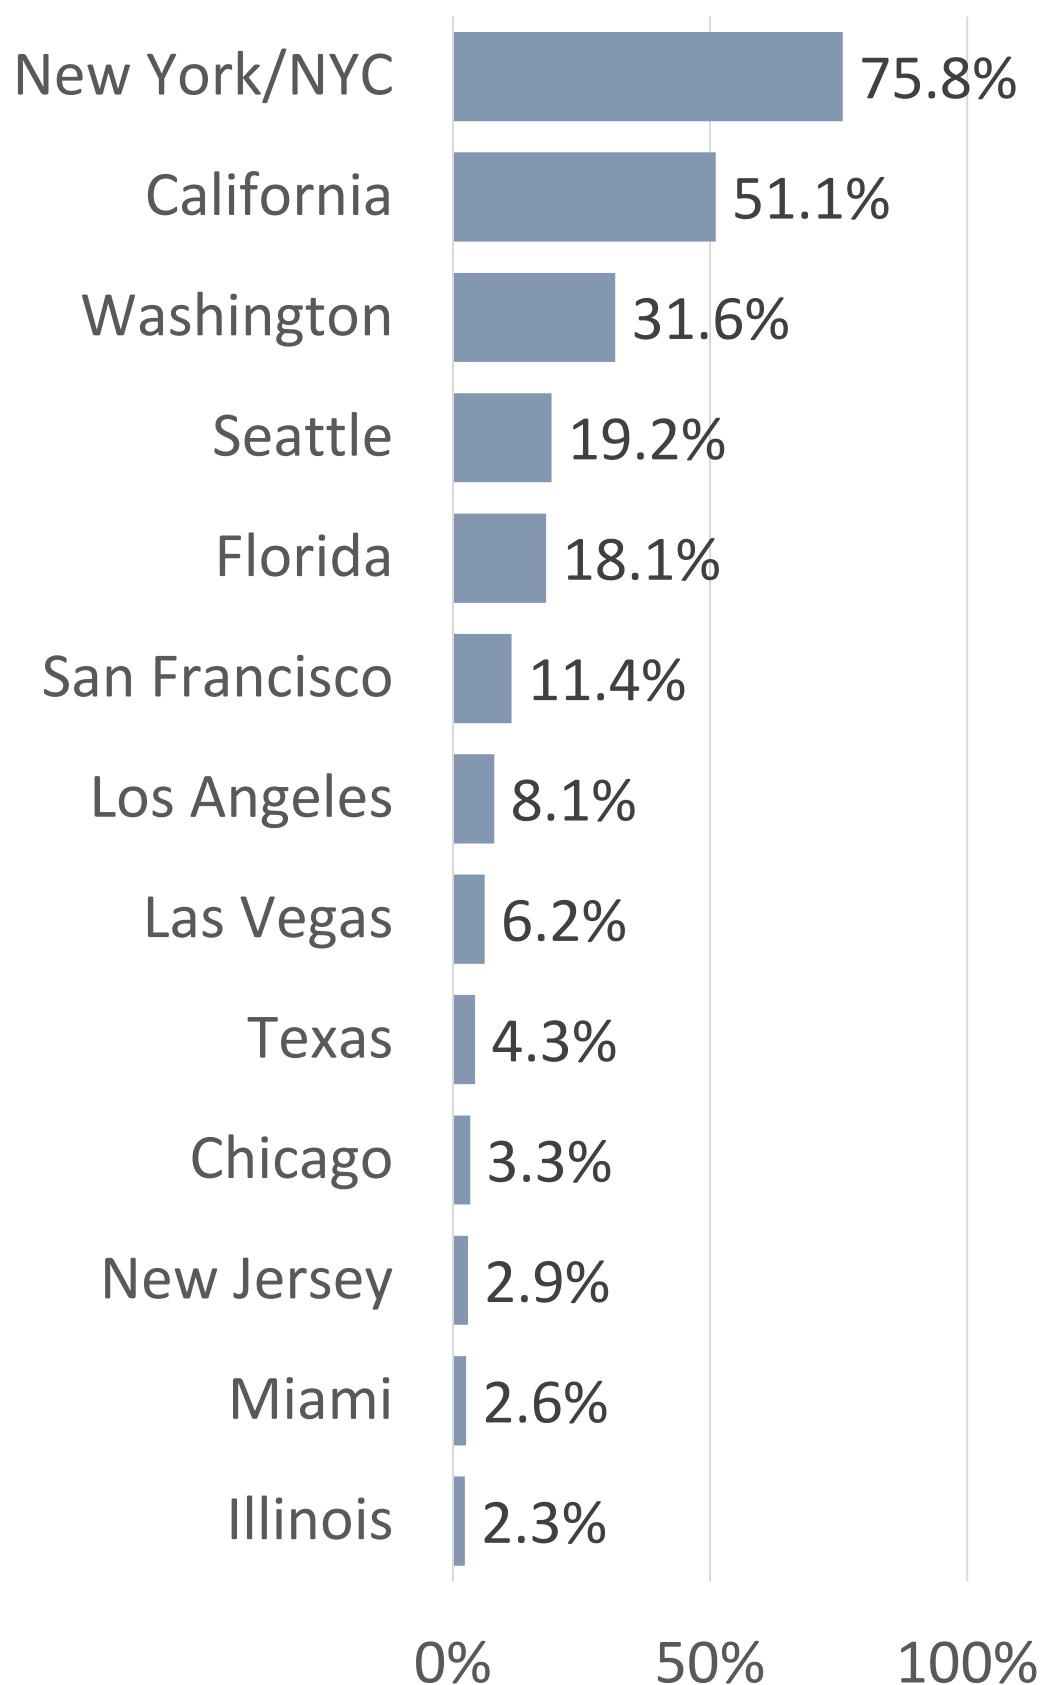 New York/NYC 75.8%
California 51.1%
Washington 31.6%
Seattle 19.2%
Florida 18.1%
San Francisco 11.4%
Los Angeles 8.1%
Las Vegas 6.2%
Texas 4.3%
Chicago 3.3%
New Jersey 2.9%
Miami 2.6%
Illinois 2.3%
0% 50% 100%